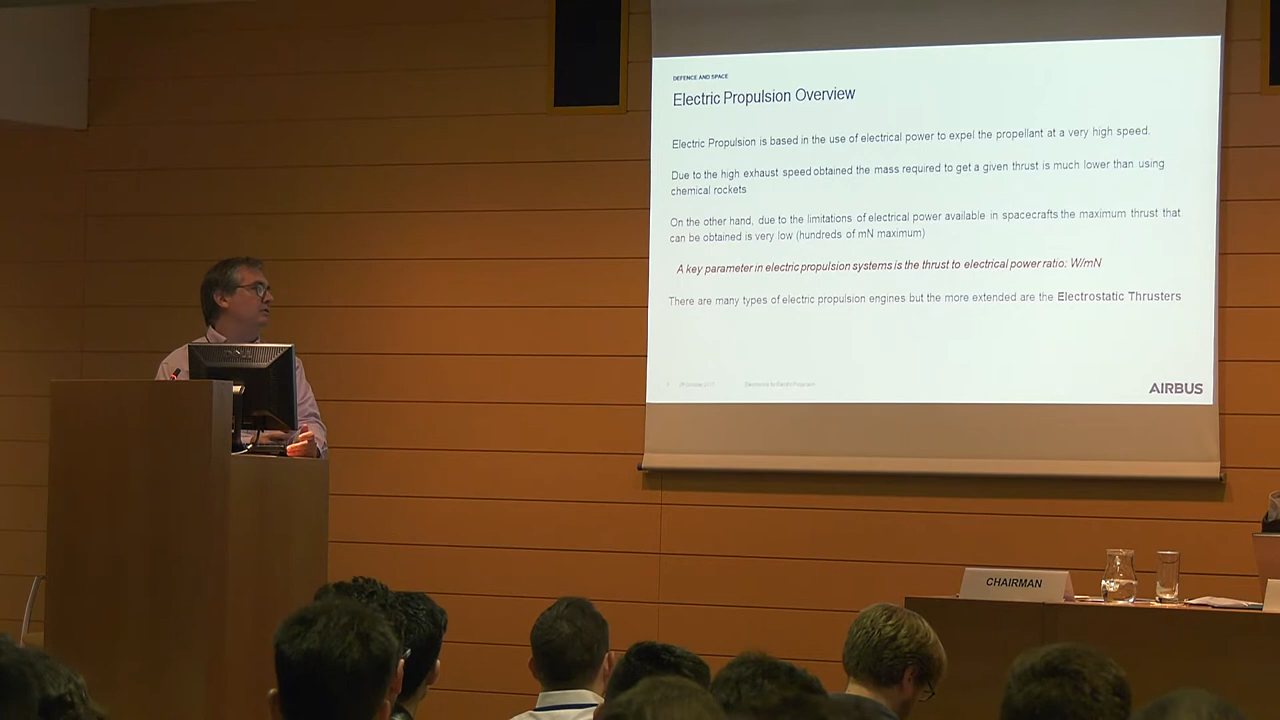 DEFENCE AND SPACE
Electric Propulsion Overview
Electric Propulsion is based in the use of electrical power to expel the propellant at a very high speed.
Due to the high exhaust speed obtained the mass required to get a given thrust is much lower than using
chemical rockets
On the other hand, due to the limitations of electrical power available in spacecrafts the maximum thrust that
can be obtained is very low (hundreds of mN maximum)
A key parameter in electric propulsion systems is the thrust to electrical power ratio: W/mN
There are many types of electric propulsion engines but the more extended are the Electrostatic Thrusters
AIRBUS
CHAIRMAN